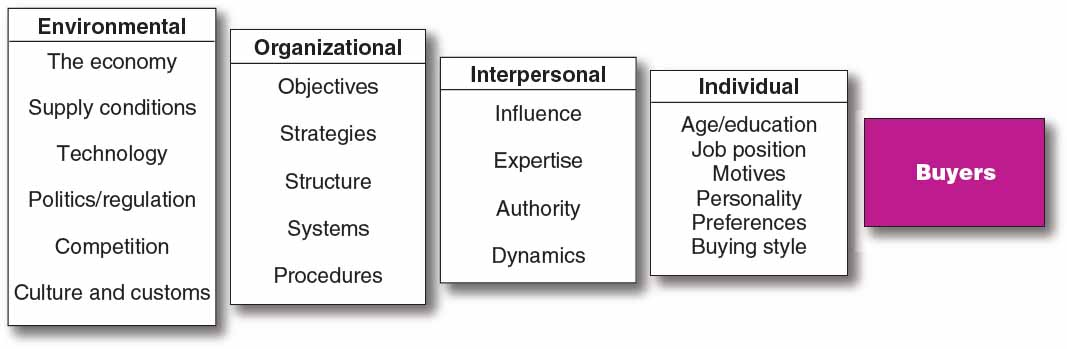 Environmental
The economy
Supply conditions
Technology
Politics/regulation
Competition
Culture and customs
Organizational
Objectives
Strategies
Structure
Systems
Procedures
Interpersonal
Influence
Expertise
Authority
Dynamics
Individual
Age/education
Job position
Motives
Personality
Preferences
Buying style
Buyers